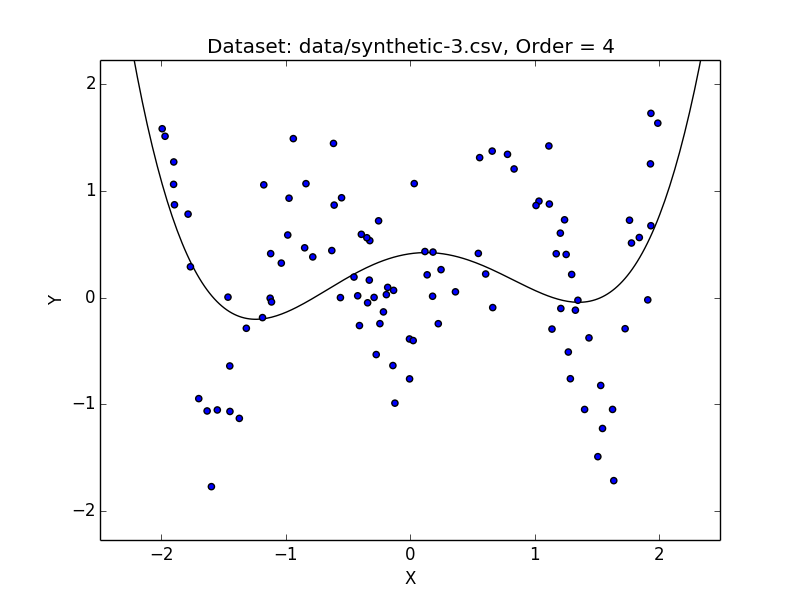 Dataset: data/synthetic-3.csv, Order = 4
2
1
0
−1
−2
Y
−2 −1 0 1 2
X